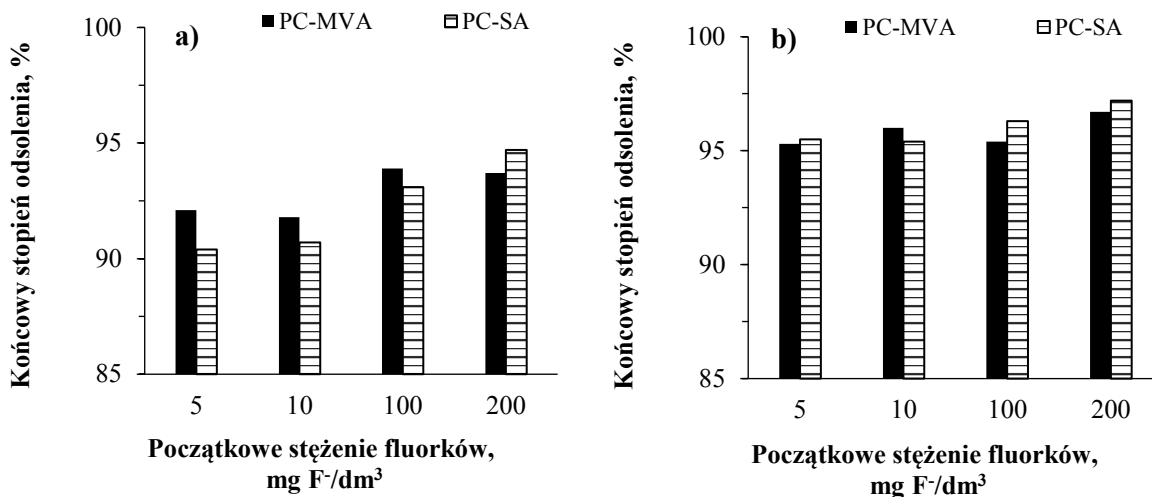 a)
PC-MVA
PC-SA
Końcowy stopień odsolenia, %
100
95
90
85
5 10 100 200
Początkowe stężenie fluorków,
mg F⁻/dm³
b)
PC-MVA
PC-SA
Końcowy stopień odsolenia, %
100
95
90
85
5 10 100 200
Początkowe stężenie fluorków,
mg F⁻/dm³